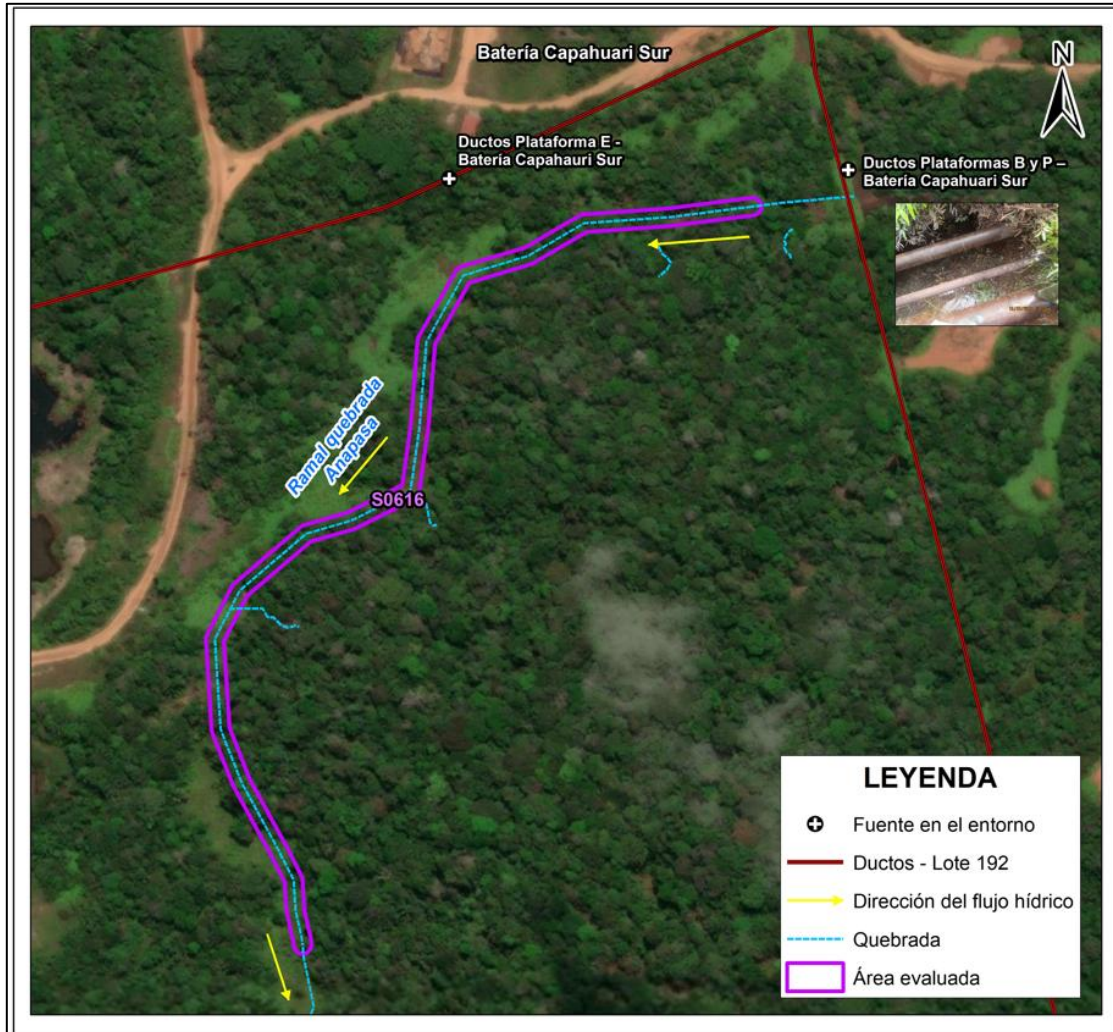 Batería Capahuari Sur
N
Ductos Plataforma E -
Batería Capahauri Sur
Ductos Plataformas B y P –
Batería Capahuari Sur
Ramal quebrada
Anapasa
S0616
LEYENDA
Fuente en el entorno
Ductos - Lote 192
Dirección del flujo hídrico
Quebrada
Área evaluada